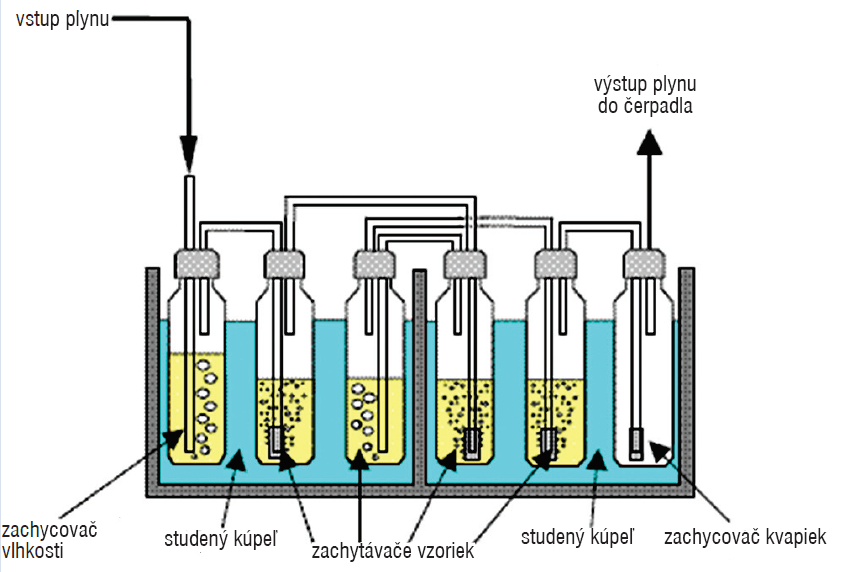 vstup plynu
výstup plynu
do čerpadla
zachycovač
vlhkosti
studený kúpeľ
zachytávače vzoriek
studený kúpeľ
zachycovač kvapiek